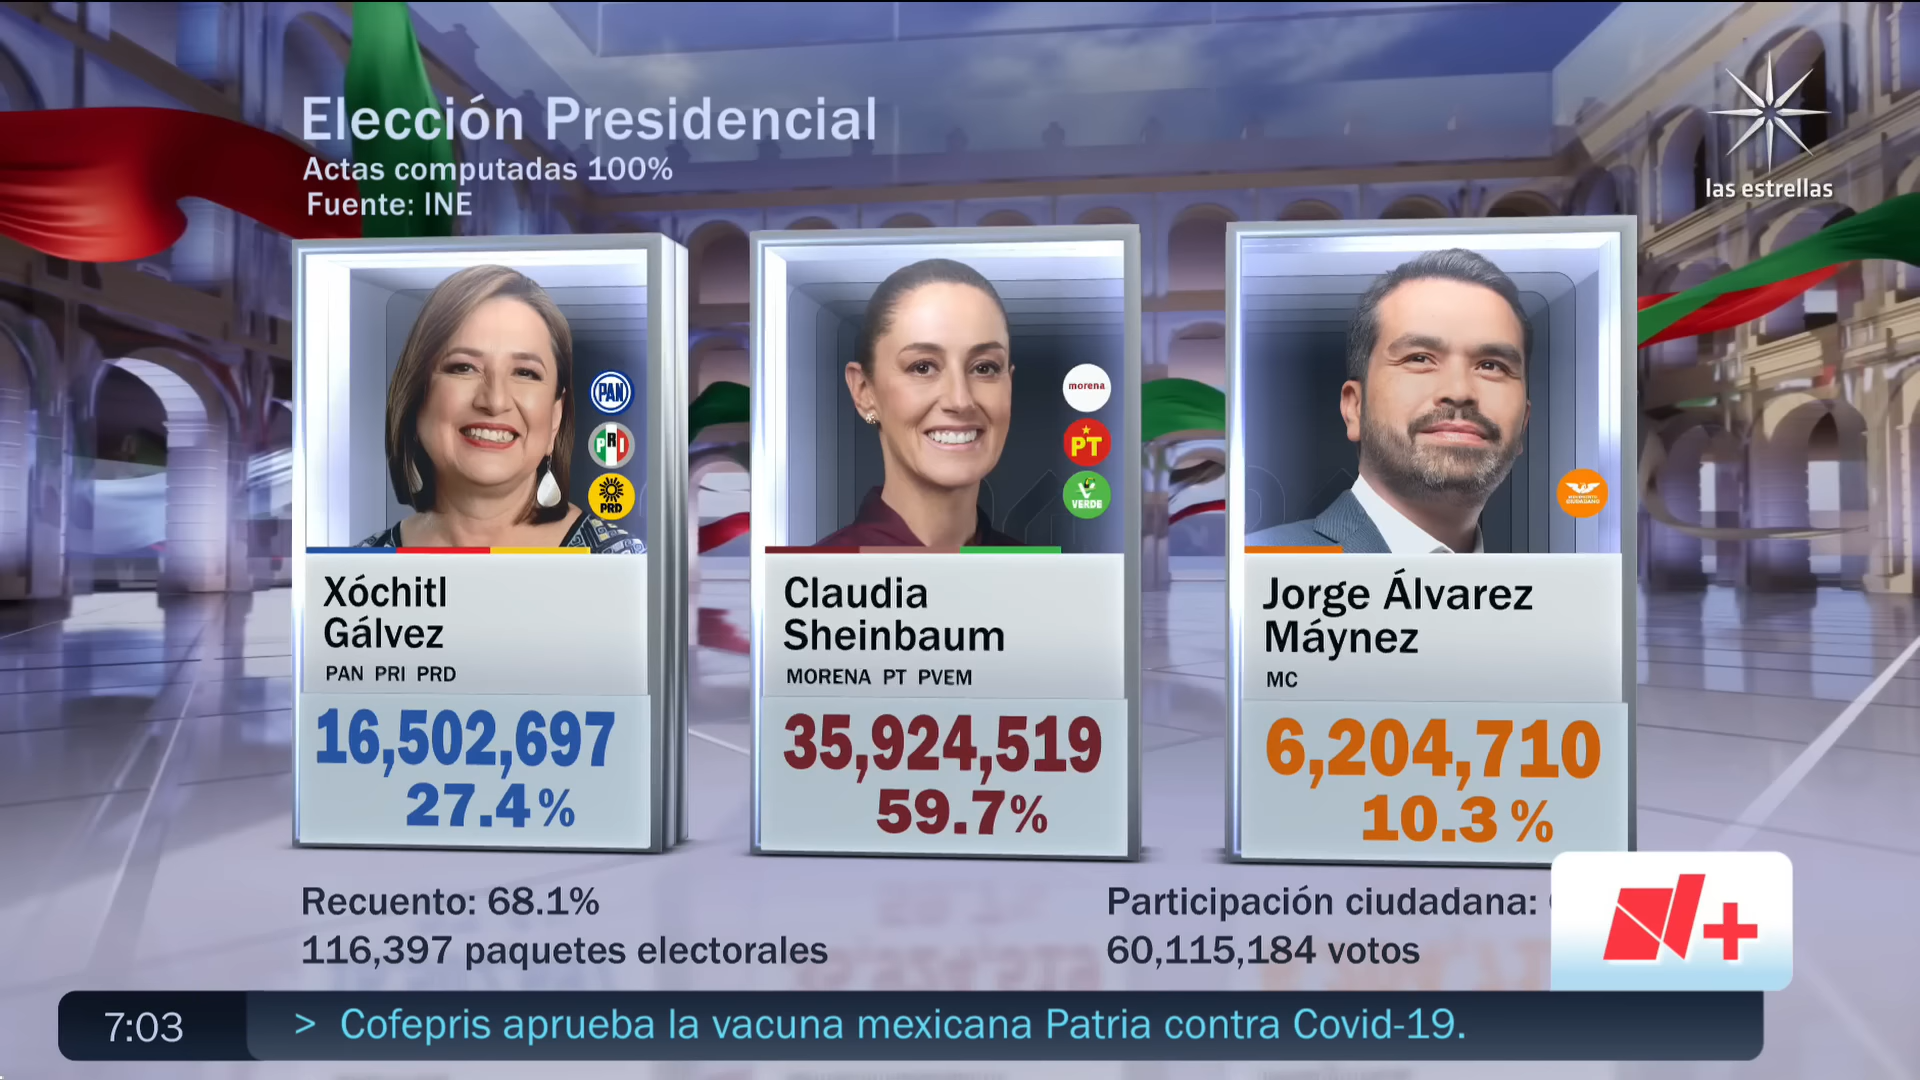 Elección Presidencial
Actas computadas 100%
Fuente: INE
las estrellas
PAN
PRI
PRD
morena
PT
VERDE
MOVIMIENTO
CIUDADANO
Xóchitl
Gálvez
PAN PRI PRD
16,502,697
27.4%
Claudia
Sheinbaum
MORENA PT PVEM
35,924,519
59.7%
Jorge Álvarez
Máynez
MC
6,204,710
10.3%
Recuento: 68.1%
116,397 paquetes electorales
Participación ciudadana:
60,115,184 votos
N+
7:03
> Cofepris aprueba la vacuna mexicana Patria contra Covid-19.